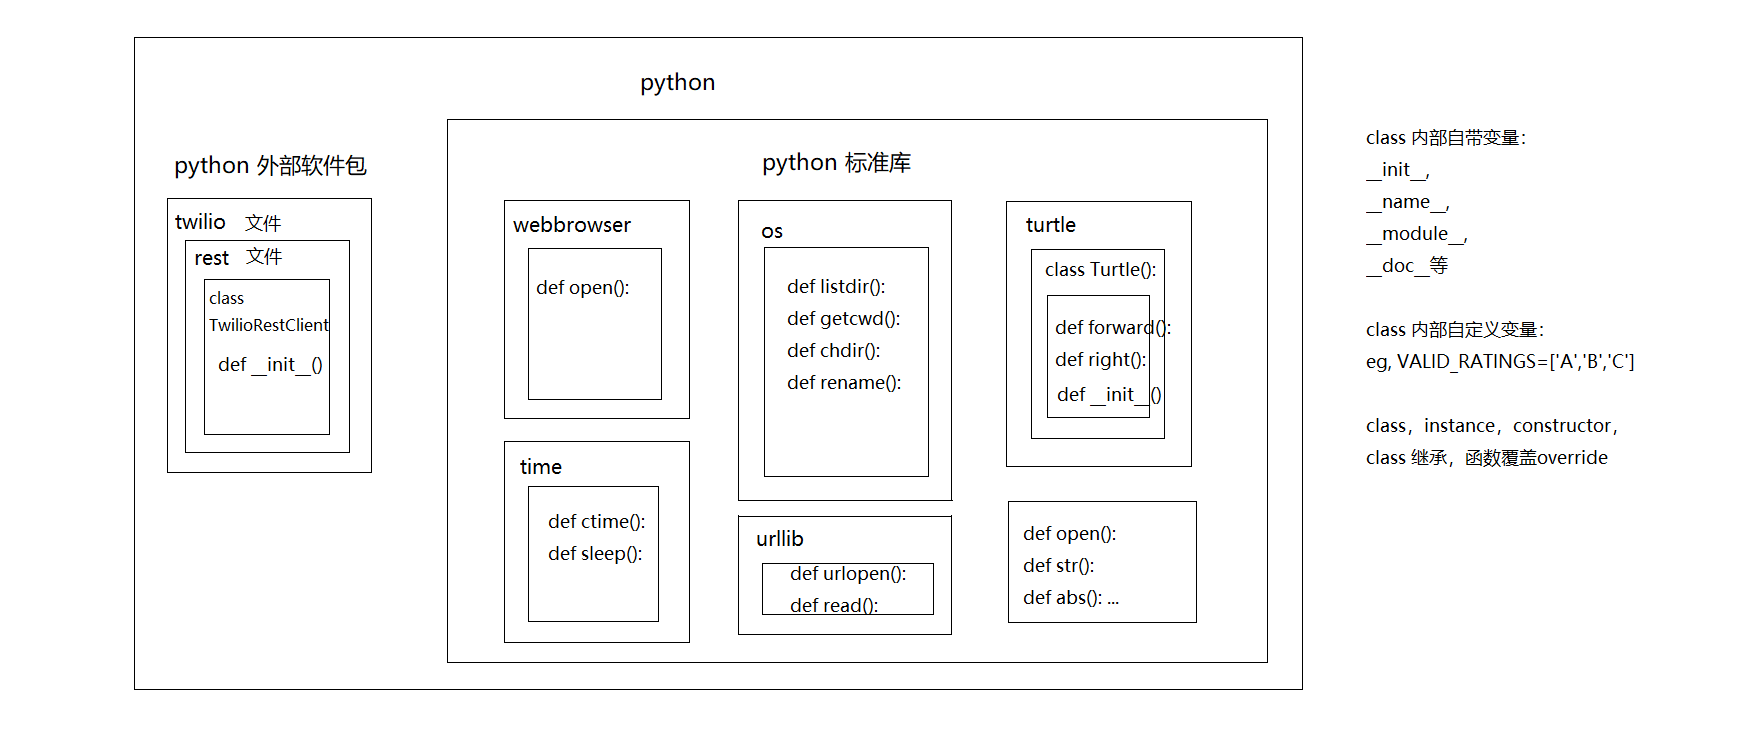 python
python 外部软件包
twilio 文件
rest 文件
class
TwilioRestClient
def __init__()
python 标准库
webbrowser
def open():
os
def listdir():
def getcwd():
def chdir():
def rename():
turtle
class Turtle():
def forward():
def right():
def __init__()
time
def ctime():
def sleep():
urllib
def urlopen():
def read():
def open():
def str():
def abs(): ...
class 内部自带变量：
__init__,
__name__,
__module__,
__doc__等
class 内部自定义变量：
eg, VALID_RATINGS=['A','B','C']
class，instance，constructor，
class 继承，函数覆盖override